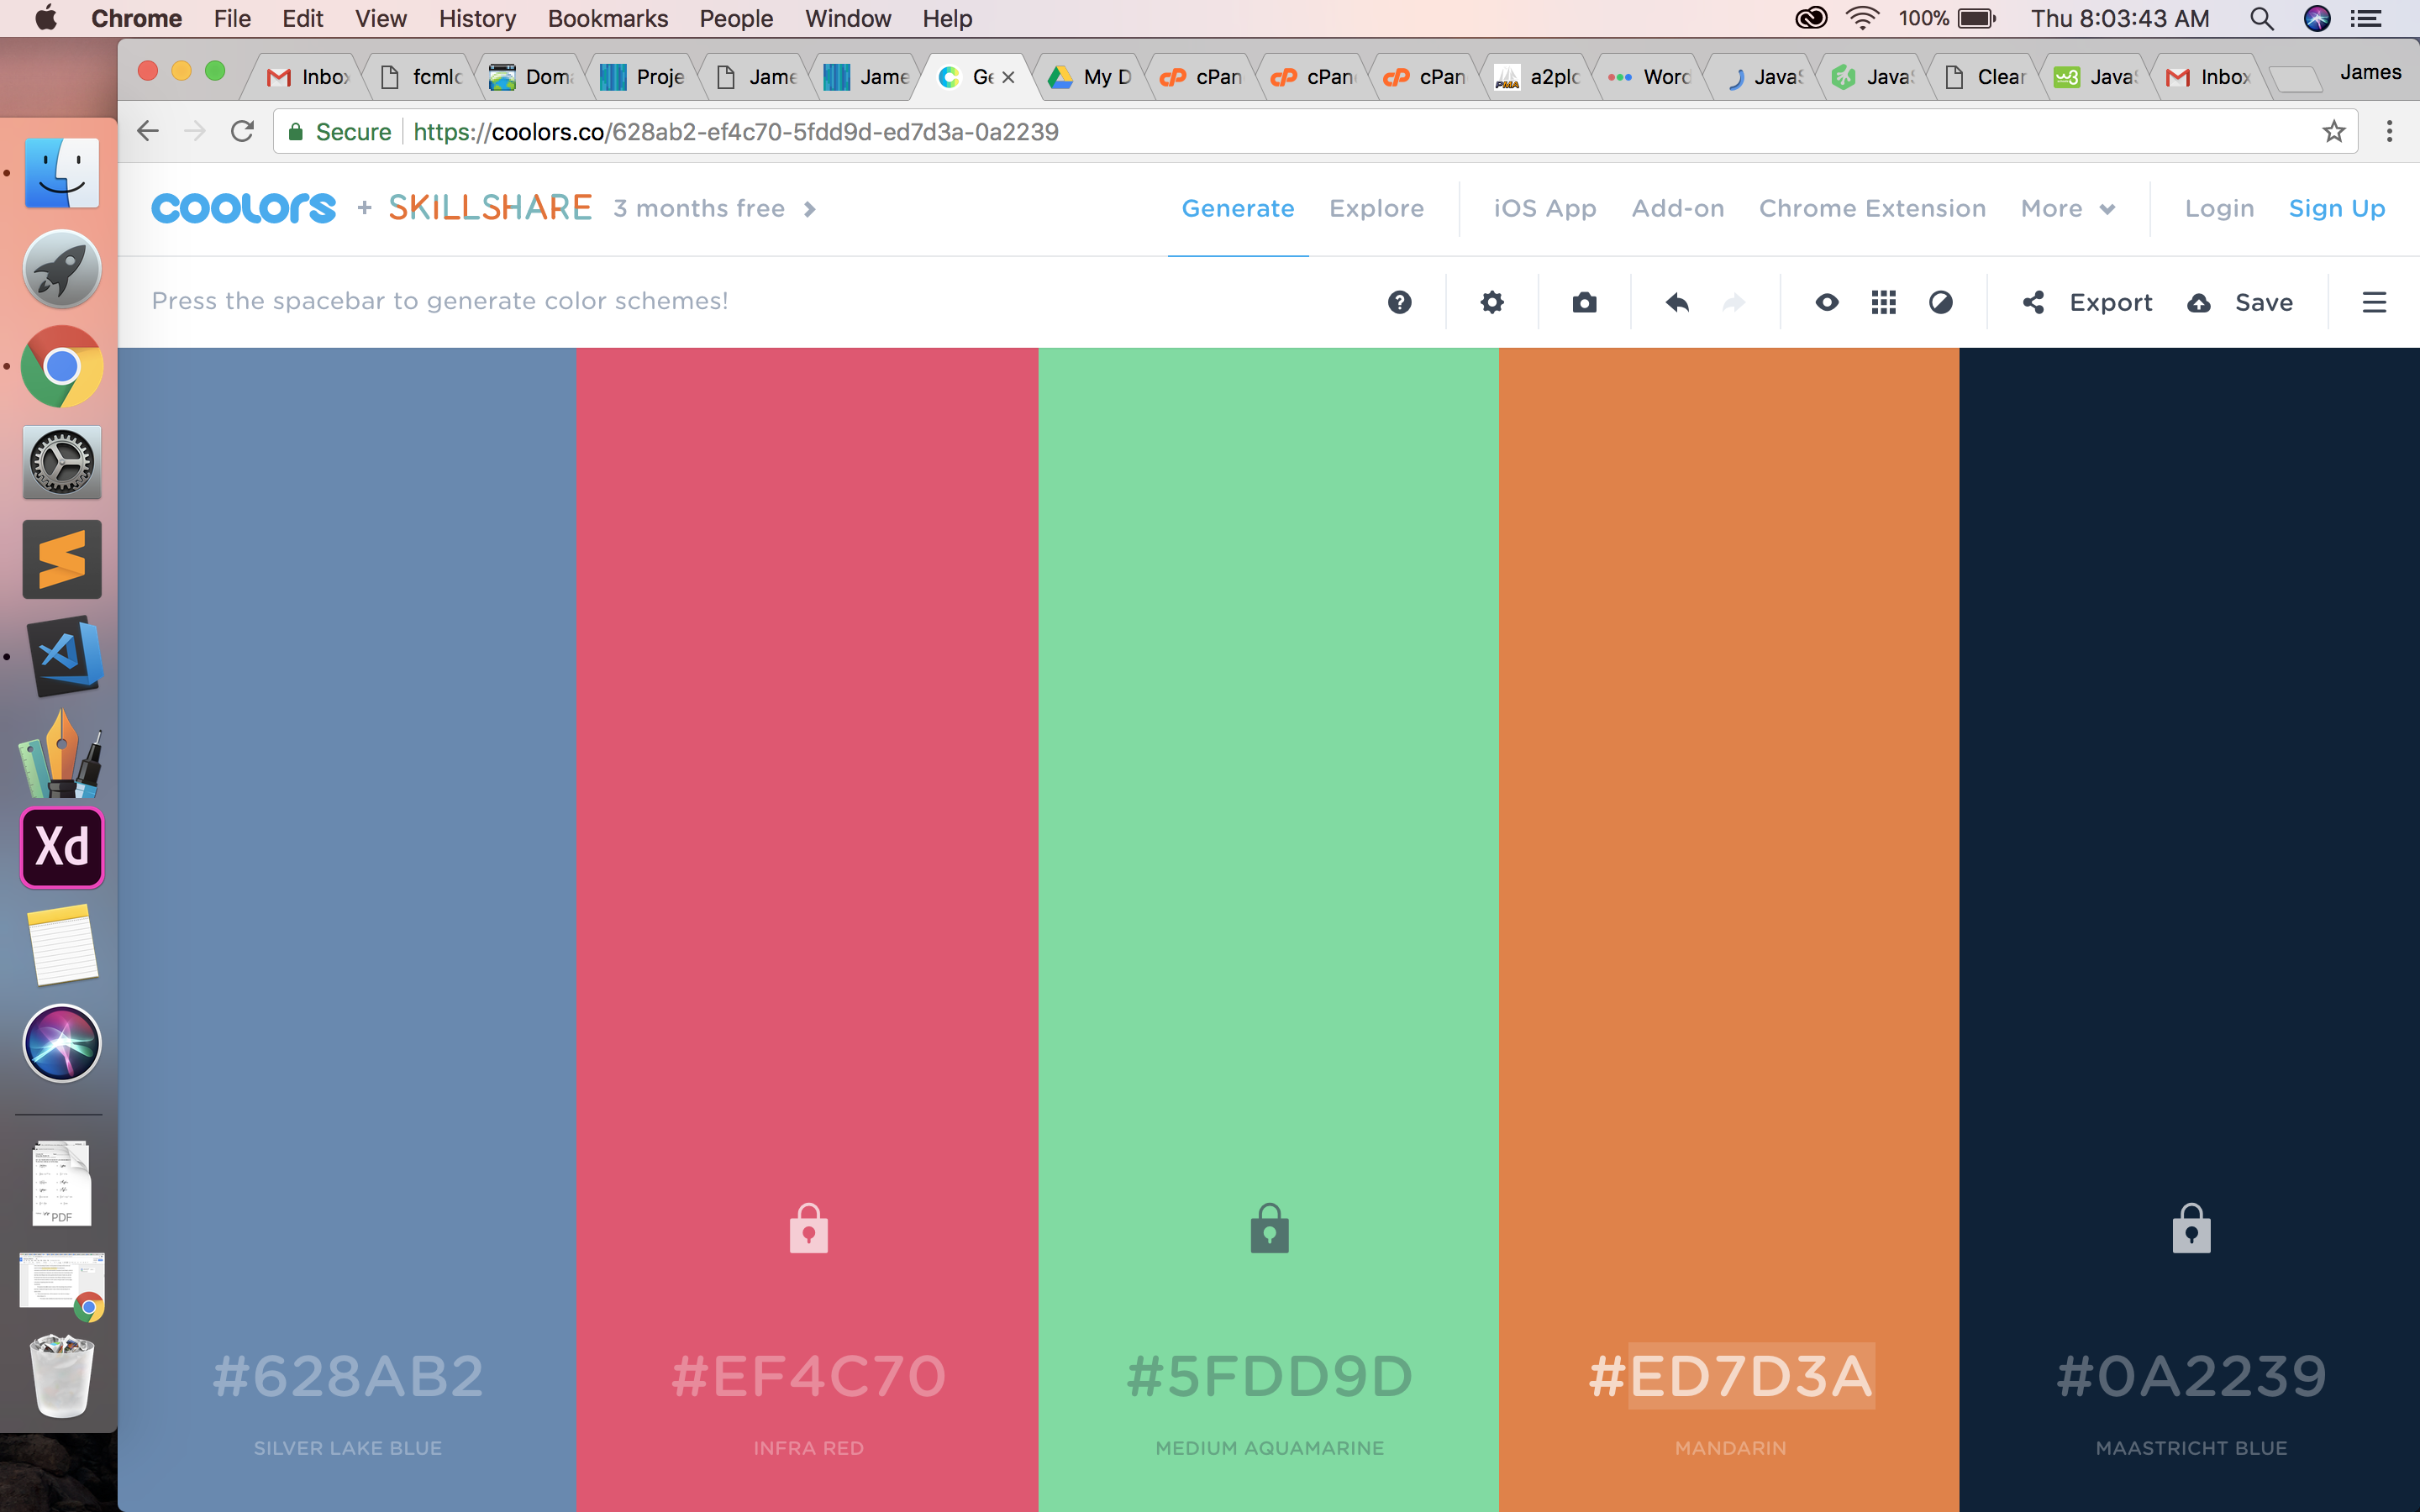 Chrome File Edit View History Bookmarks People Window Help 100% Thu 8:03:43 AM
Inbox fcmlc Doma Proje Jame Jame Ge My D cPan cPan cPan a2plc Word JavaS JavaS Clear JavaS Inbox James
Secure https://coolors.co/628ab2-ef4c70-5fdd9d-ed7d3a-0a2239
coolors + SKILLSHARE 3 months free Generate Explore iOS App Add-on Chrome Extension More Login Sign Up
Press the spacebar to generate color schemes! Export Save
Xd
PDF
#628AB2 #EF4C70 #5FDD9D #ED7D3A #0A2239
SILVER LAKE BLUE INFRA RED MEDIUM AQUAMARINE MANDARIN MAASTRICHT BLUE